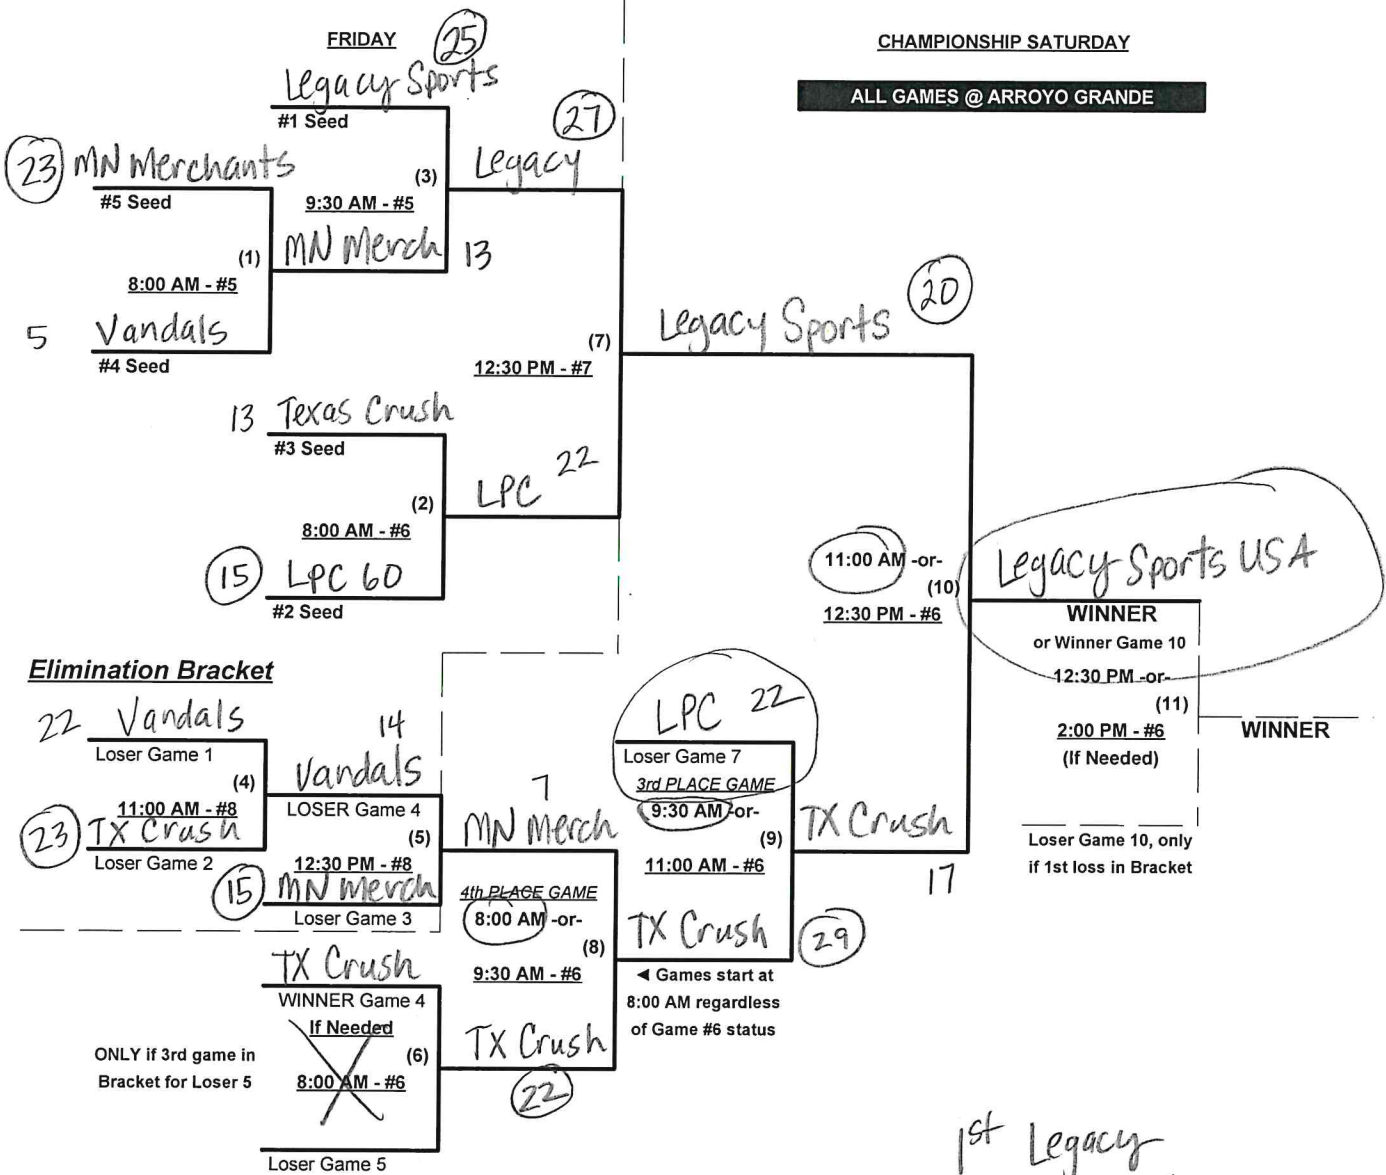 FRIDAY
25
CHAMPIONSHIP SATURDAY
ALL GAMES @ ARROYO GRANDE
Legacy Sports
#1 Seed
27
23 MN Merchants
#5 Seed
(3)
9:30 AM - #5
Legacy
(1)
8:00 AM - #5
MN Merch 13
5 Vandals
#4 Seed
Legacy Sports 20
(7)
12:30 PM - #7
13 Texas Crush
#3 Seed
LPC 22
(2)
8:00 AM - #6
15 LPC 60
#2 Seed
11:00 AM -or-
(10)
12:30 PM - #6
Legacy Sports USA
WINNER
or Winner Game 10
12:30 PM -or-
(11)
2:00 PM - #6
(If Needed)
WINNER
Loser Game 10, only
if 1st loss in Bracket
Elimination Bracket
22 Vandals
Loser Game 1
(4)
11:00 AM - #8
23 TX Crush
Loser Game 2
14
Vandals
LOSER Game 4
(5)
12:30 PM - #8
15 MN Merch
Loser Game 3
LPC 22
Loser Game 7
3rd PLACE GAME
9:30 AM -or-
(9)
11:00 AM - #6
TX Crush
17
7
MN Merch
4th PLACE GAME
8:00 AM -or-
(8)
9:30 AM - #6
TX Crush 29
◄ Games start at
8:00 AM regardless
of Game #6 status
TX Crush
WINNER Game 4
If Needed
(6)
8:00 AM - #6
ONLY if 3rd game in
Bracket for Loser 5
TX Crush
22
Loser Game 5
1st Legacy